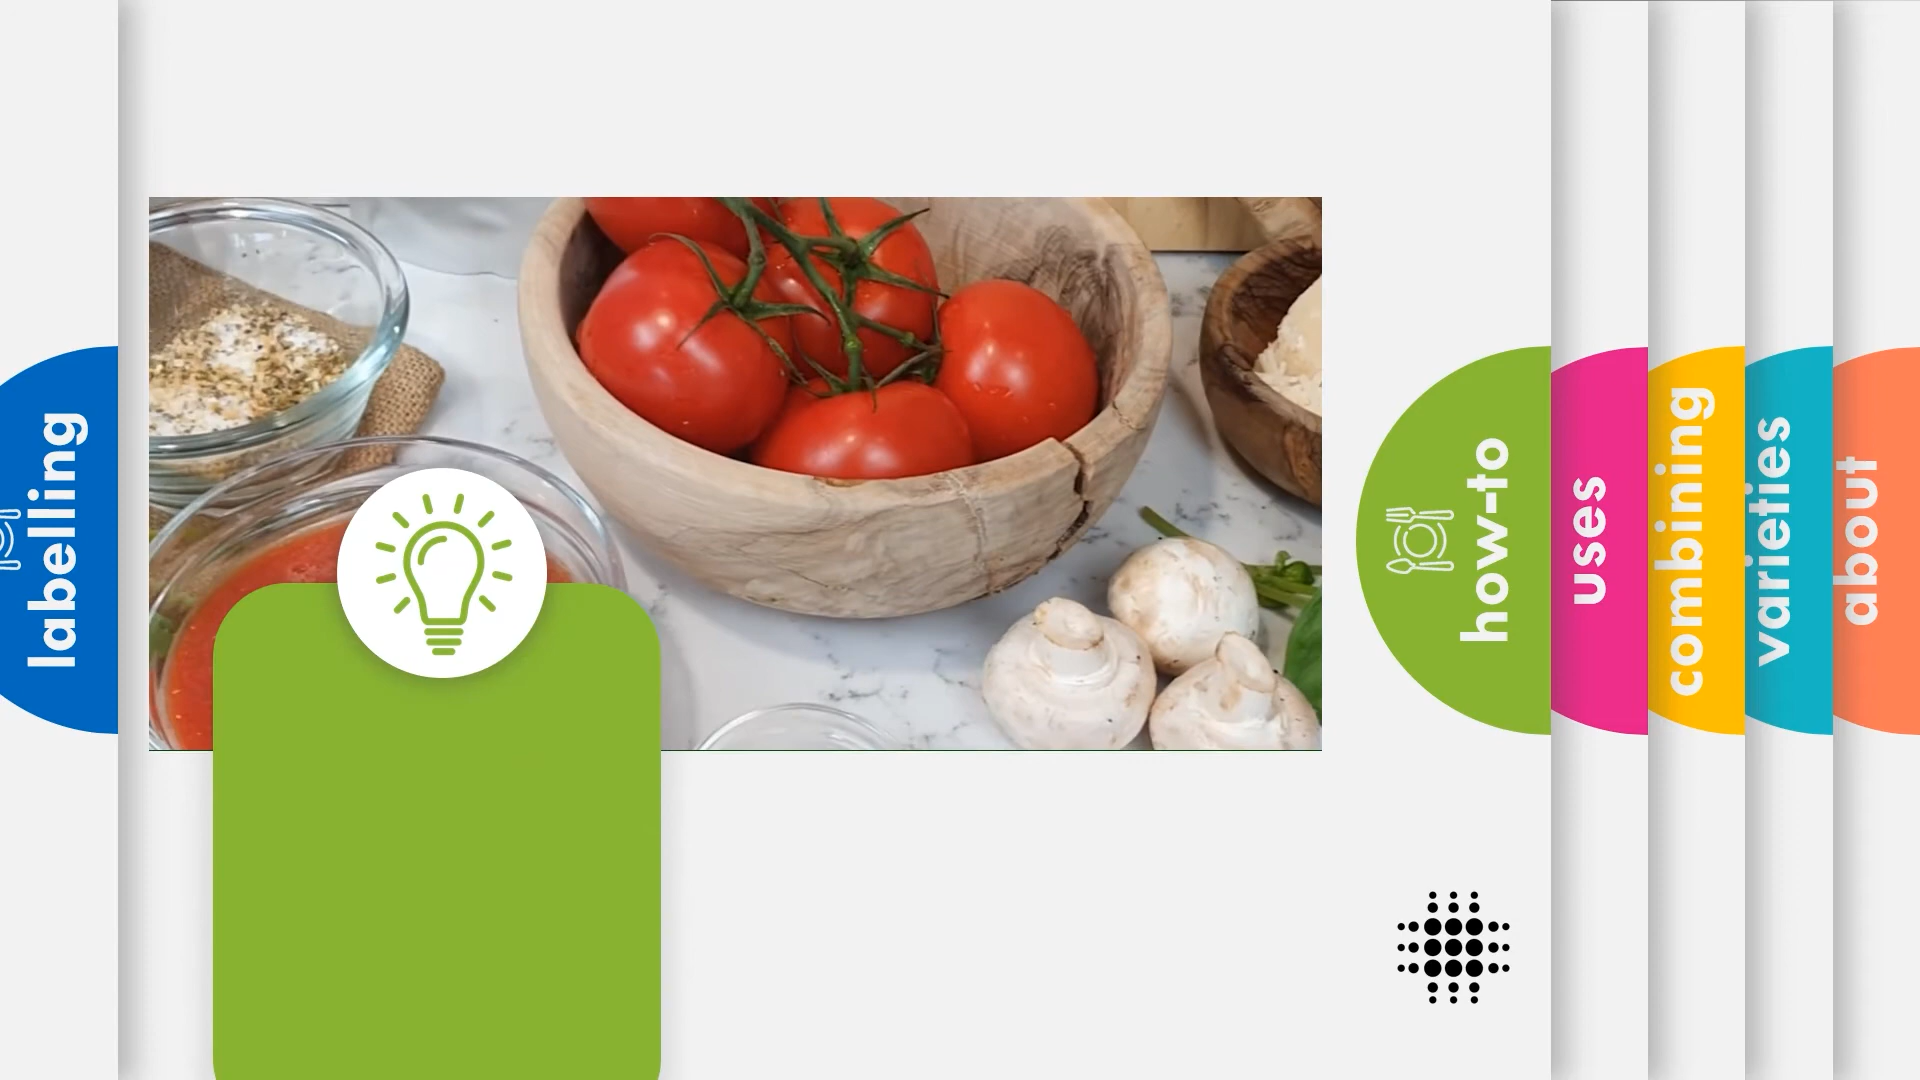 labelling
how-to
uses
combining
varieties
about